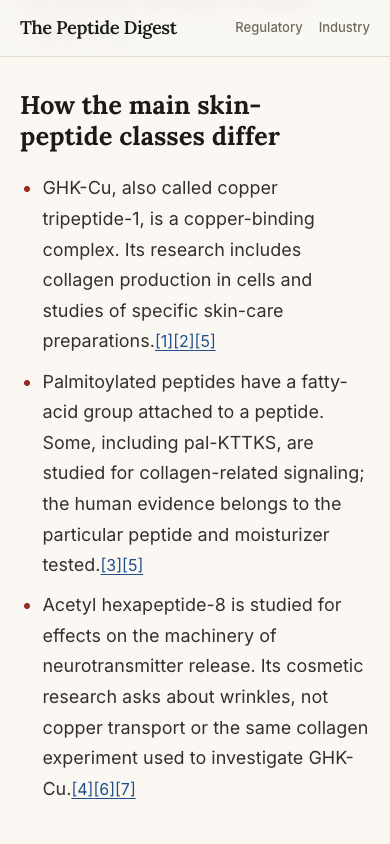 The Peptide Digest
Regulatory
Industry
How the main skin-
peptide classes differ
• GHK-Cu, also called copper
tripeptide-1, is a copper-binding
complex. Its research includes
collagen production in cells and
studies of specific skin-care
preparations.[1][2][5]
• Palmitoylated peptides have a fatty-
acid group attached to a peptide.
Some, including pal-KTTKS, are
studied for collagen-related signaling;
the human evidence belongs to the
particular peptide and moisturizer
tested.[3][5]
• Acetyl hexapeptide-8 is studied for
effects on the machinery of
neurotransmitter release. Its cosmetic
research asks about wrinkles, not
copper transport or the same collagen
experiment used to investigate GHK-
Cu.[4][6][7]